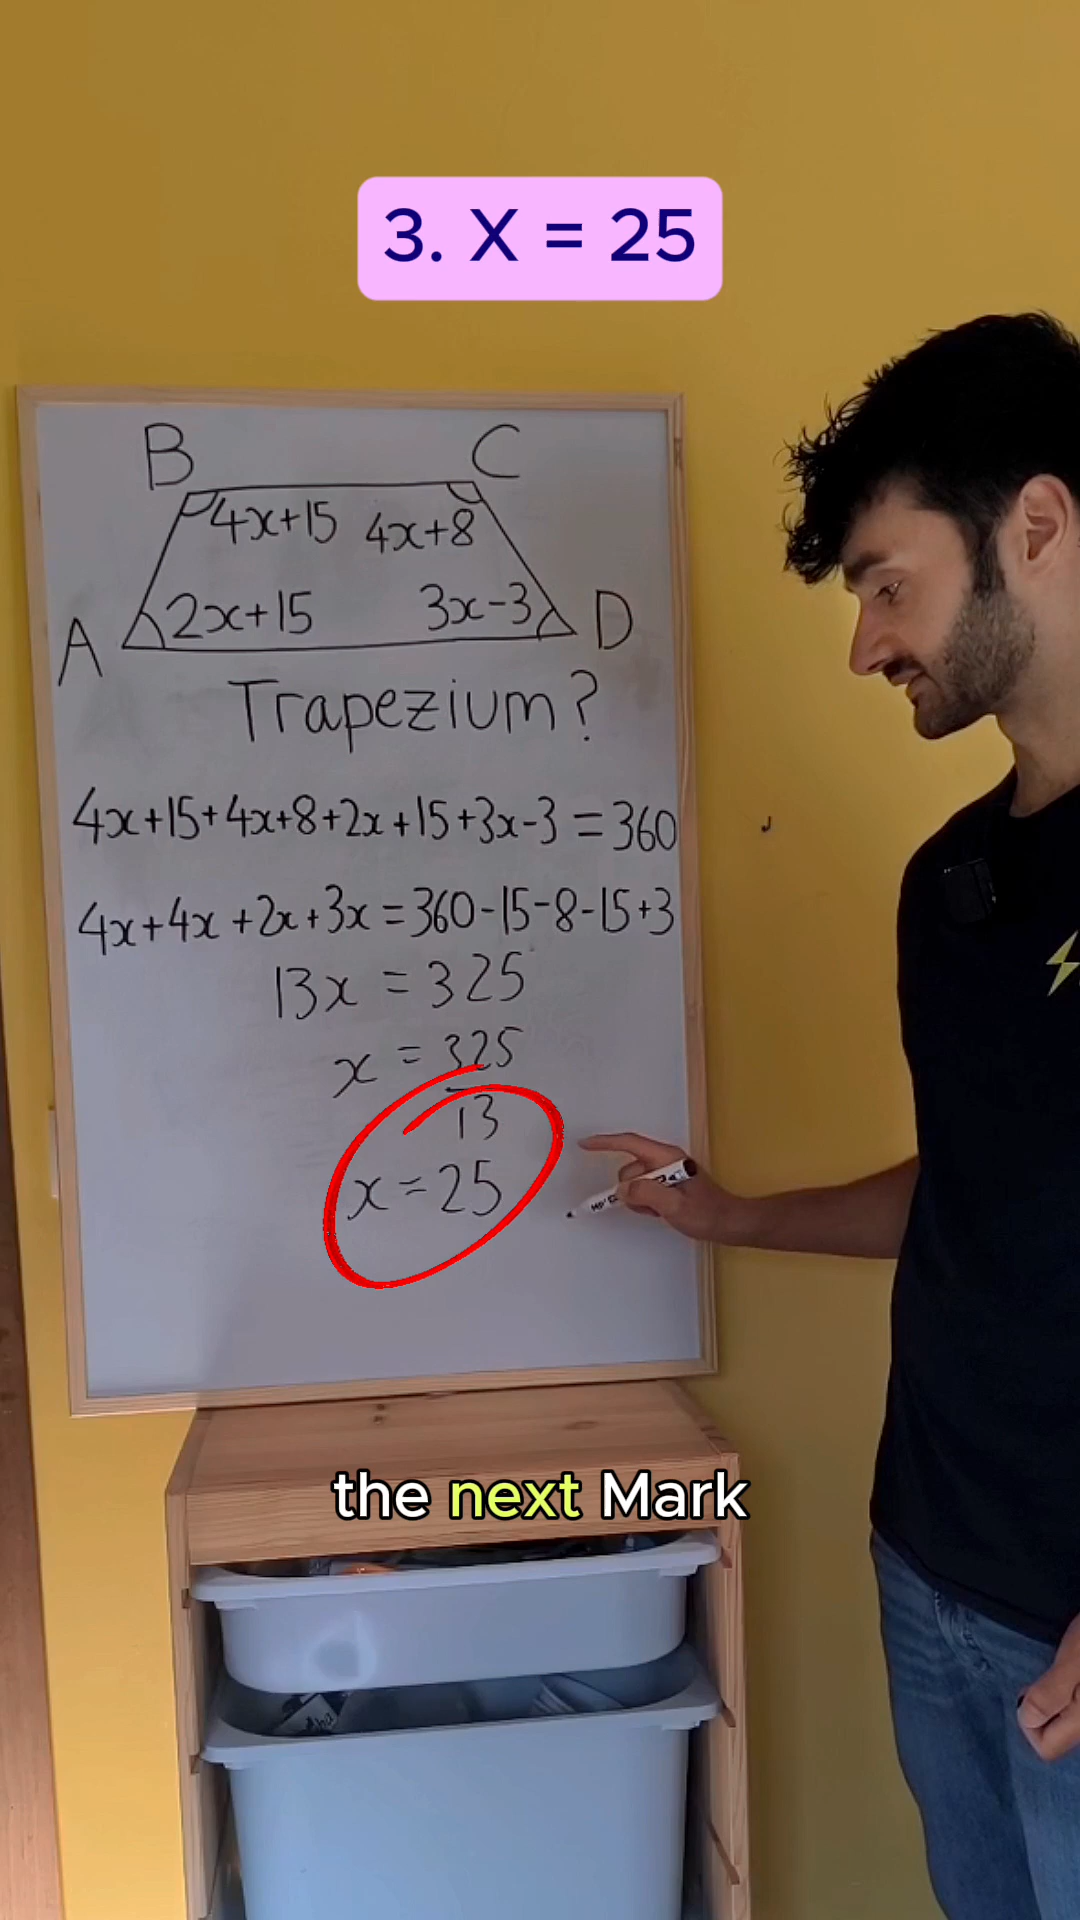 3. X = 25
B C
4x+15 4x+8
2x+15 3x-3
A D
Trapezium?
4x+15+4x+8+2x+15+3x-3=360
4x+4x+2x+3x=360-15-8-15+3
13x = 325
x = 325
13
x=25
the next Mark